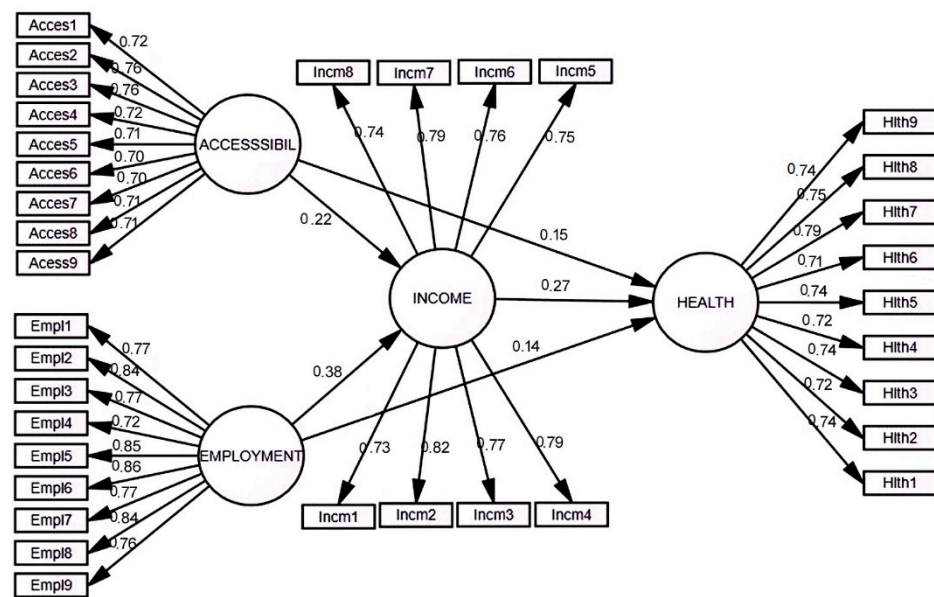 Acces1
Acces2
Acces3
Acces4
Acces5
Acces6
Acces7
Acces8
Acess9
0.72
0.76
0.76
0.72
0.71
0.70
0.70
0.71
0.71
ACCESSSIBIL
Incm8
Incm7
Incm6
Incm5
0.74
0.79
0.76
0.75
0.22
0.15
INCOME
0.27
0.38
0.14
HEALTH
Hlth9
Hlth8
Hlth7
Hlth6
Hlth5
Hlth4
Hlth3
Hlth2
Hlth1
0.74
0.75
0.79
0.71
0.74
0.72
0.74
0.72
0.74
Empl1
Empl2
Empl3
Empl4
Empl5
Empl6
Empl7
Empl8
Empl9
0.77
0.84
0.77
0.72
0.85
0.86
0.77
0.84
0.76
EMPLOYMENT
0.73
0.82
0.77
0.79
Incm1
Incm2
Incm3
Incm4